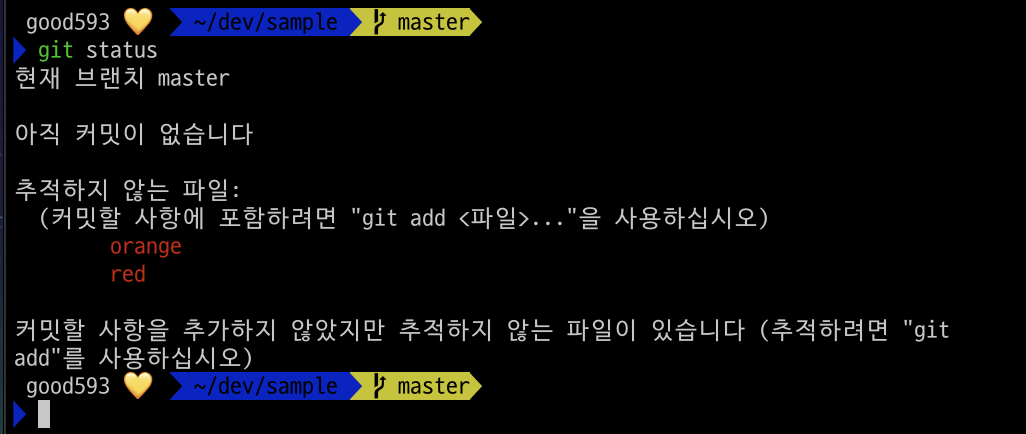 good593 💛 ~/dev/sample master
git status
현재 브랜치 master
아직 커밋이 없습니다
추적하지 않는 파일:
(커밋할 사항에 포함하려면 "git add <파일>..."을 사용하십시오)
orange
red
커밋할 사항을 추가하지 않았지만 추적하지 않는 파일이 있습니다 (추적하려면 "git
add"를 사용하십시오)
good593 💛 ~/dev/sample master